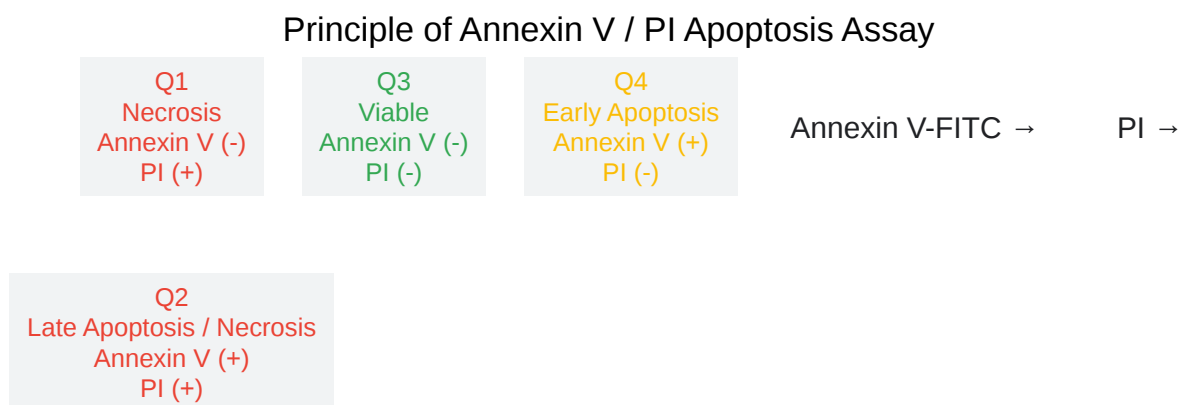 Principle of Annexin V / PI Apoptosis Assay
Q1
Necrosis
Annexin V (-)
PI (+)
Q3
Viable
Annexin V (-)
PI (-)
Q4
Early Apoptosis
Annexin V (+)
PI (-)
Annexin V-FITC →
PI →
Q2
Late Apoptosis / Necrosis
Annexin V (+)
PI (+)